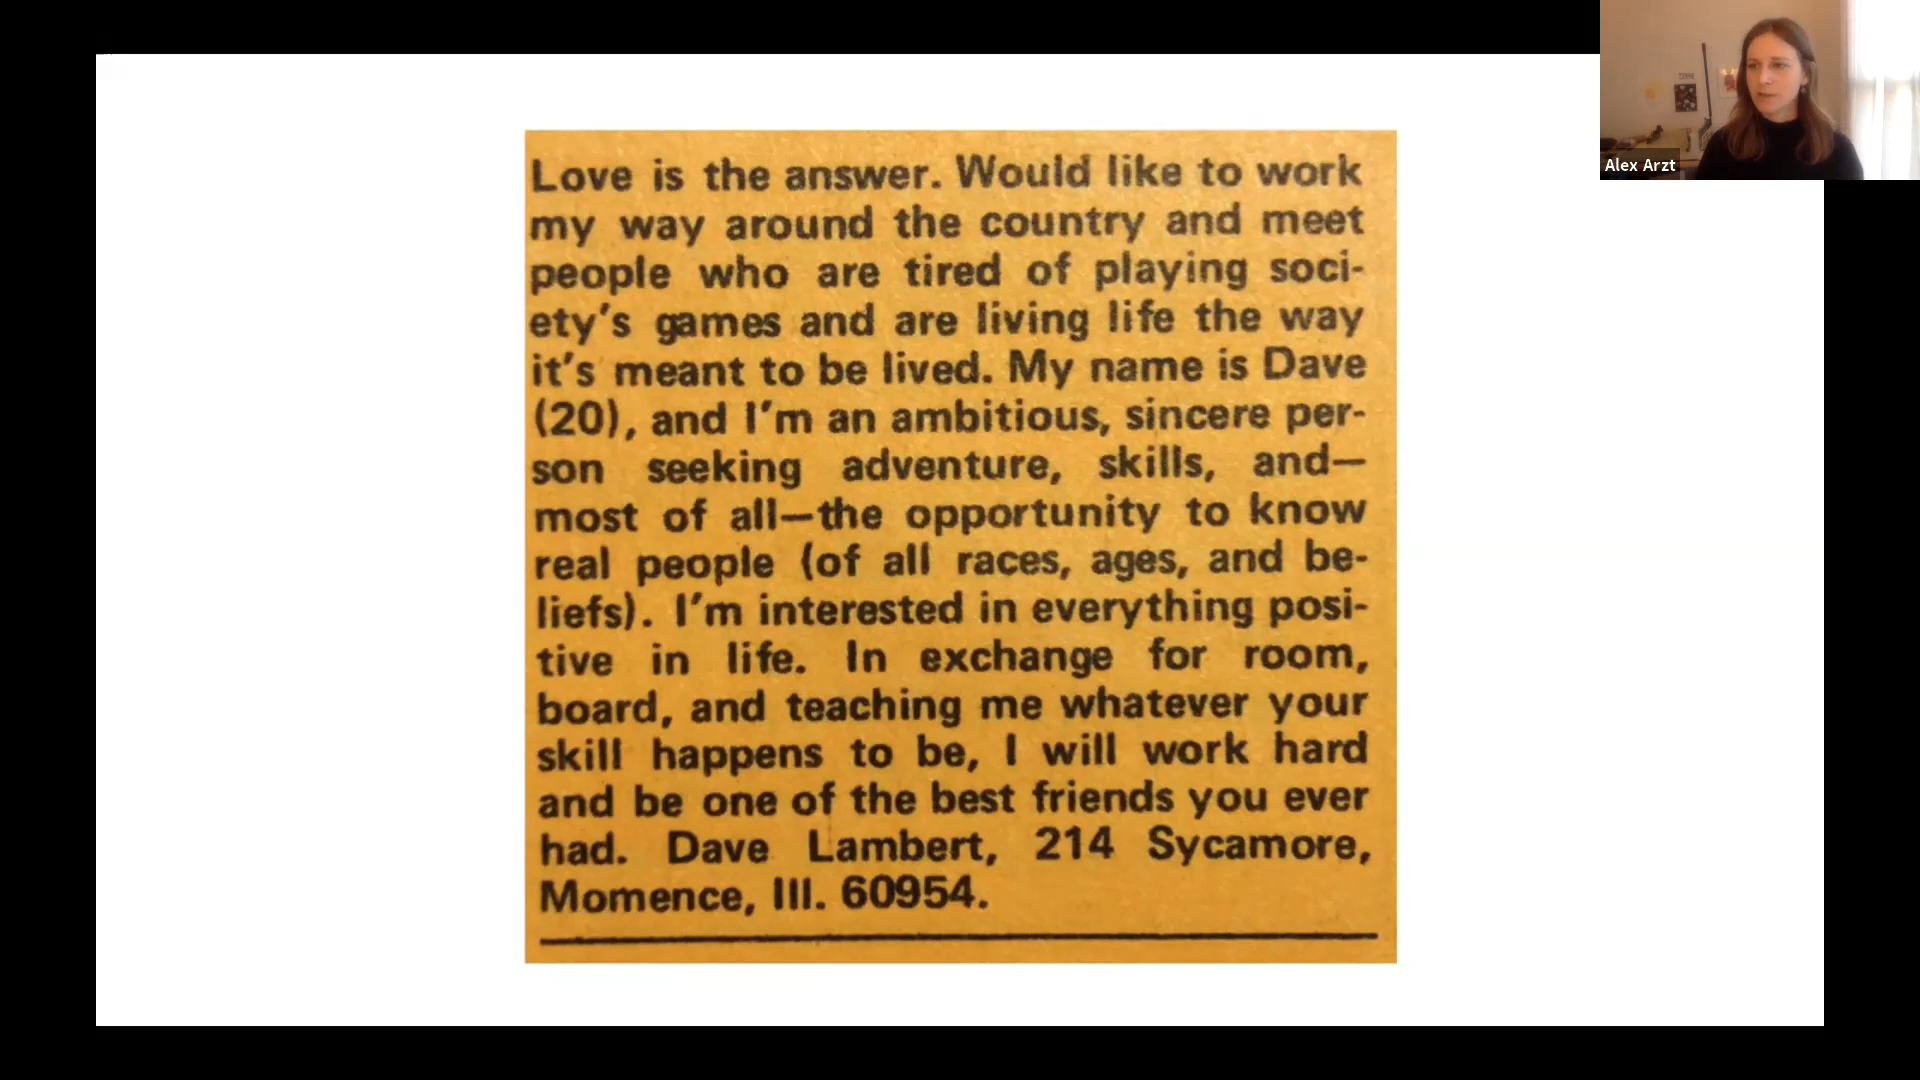 Love is the answer. Would like to work
my way around the country and meet
people who are tired of playing soci-
ety's games and are living life the way
it's meant to be lived. My name is Dave
(20), and I'm an ambitious, sincere per-
son seeking adventure, skills, and—
most of all—the opportunity to know
real people (of all races, ages, and be-
liefs). I'm interested in everything posi-
tive in life. In exchange for room,
board, and teaching me whatever your
skill happens to be, I will work hard
and be one of the best friends you ever
had. Dave Lambert, 214 Sycamore,
Momence, Ill. 60954.
Alex Arzt